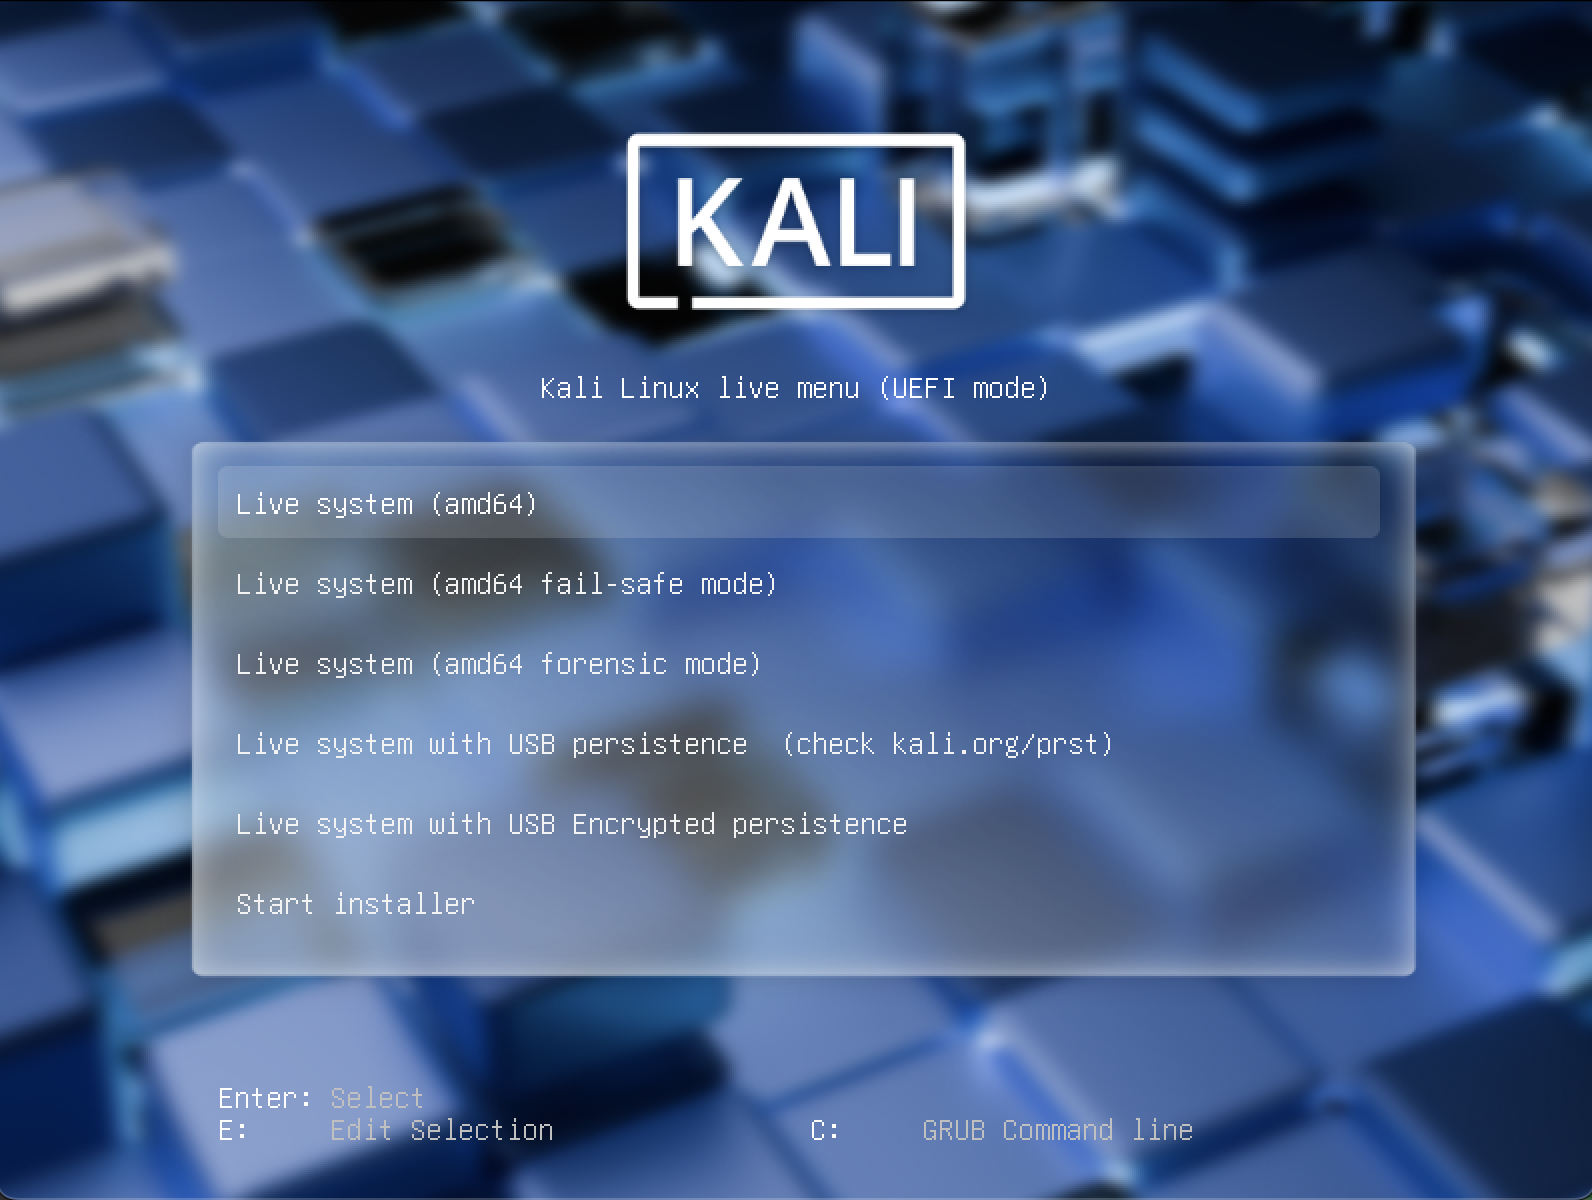 KALI
Kali Linux live menu (UEFI mode)
Live system (amd64)
Live system (amd64 fail-safe mode)
Live system (amd64 forensic mode)
Live system with USB persistence  (check kali.org/prst)
Live system with USB Encrypted persistence
Start installer
Enter: Select
E: Edit Selection C: GRUB Command line